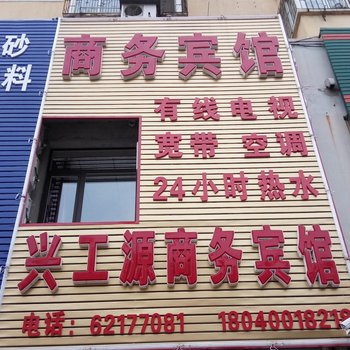 商务宾馆
砂
料
有线电视
宽带 空调
24小时热水
兴工源商务宾馆
电话：62177081 18040018218